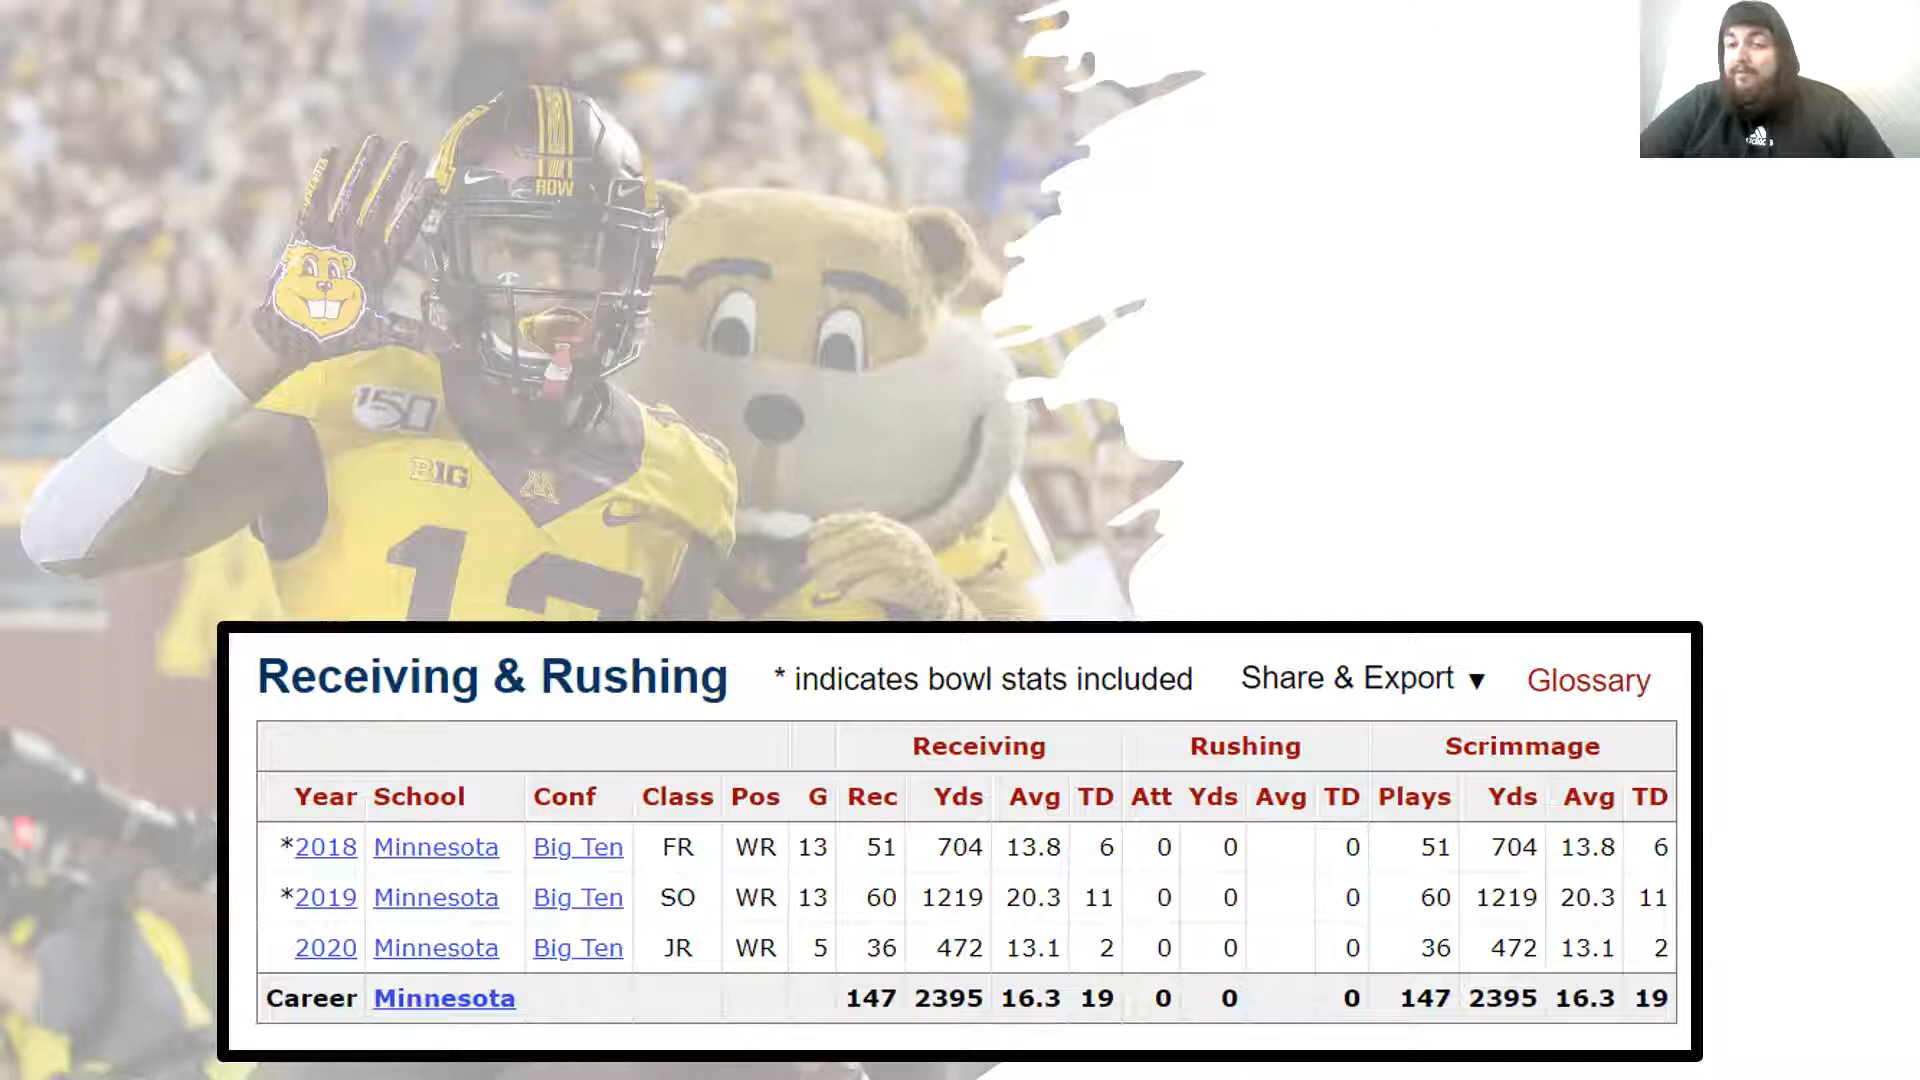 ROW
150
BIG
M
13
Receiving & Rushing * indicates bowl stats included Share & Export ▼ Glossary
Receiving Rushing Scrimmage
Year School Conf Class Pos G Rec Yds Avg TD Att Yds Avg TD Plays Yds Avg TD
*2018 Minnesota Big Ten FR WR 13 51 704 13.8 6 0 0 0 51 704 13.8 6
*2019 Minnesota Big Ten SO WR 13 60 1219 20.3 11 0 0 0 60 1219 20.3 11
2020 Minnesota Big Ten JR WR 5 36 472 13.1 2 0 0 0 36 472 13.1 2
Career Minnesota 147 2395 16.3 19 0 0 0 147 2395 16.3 19